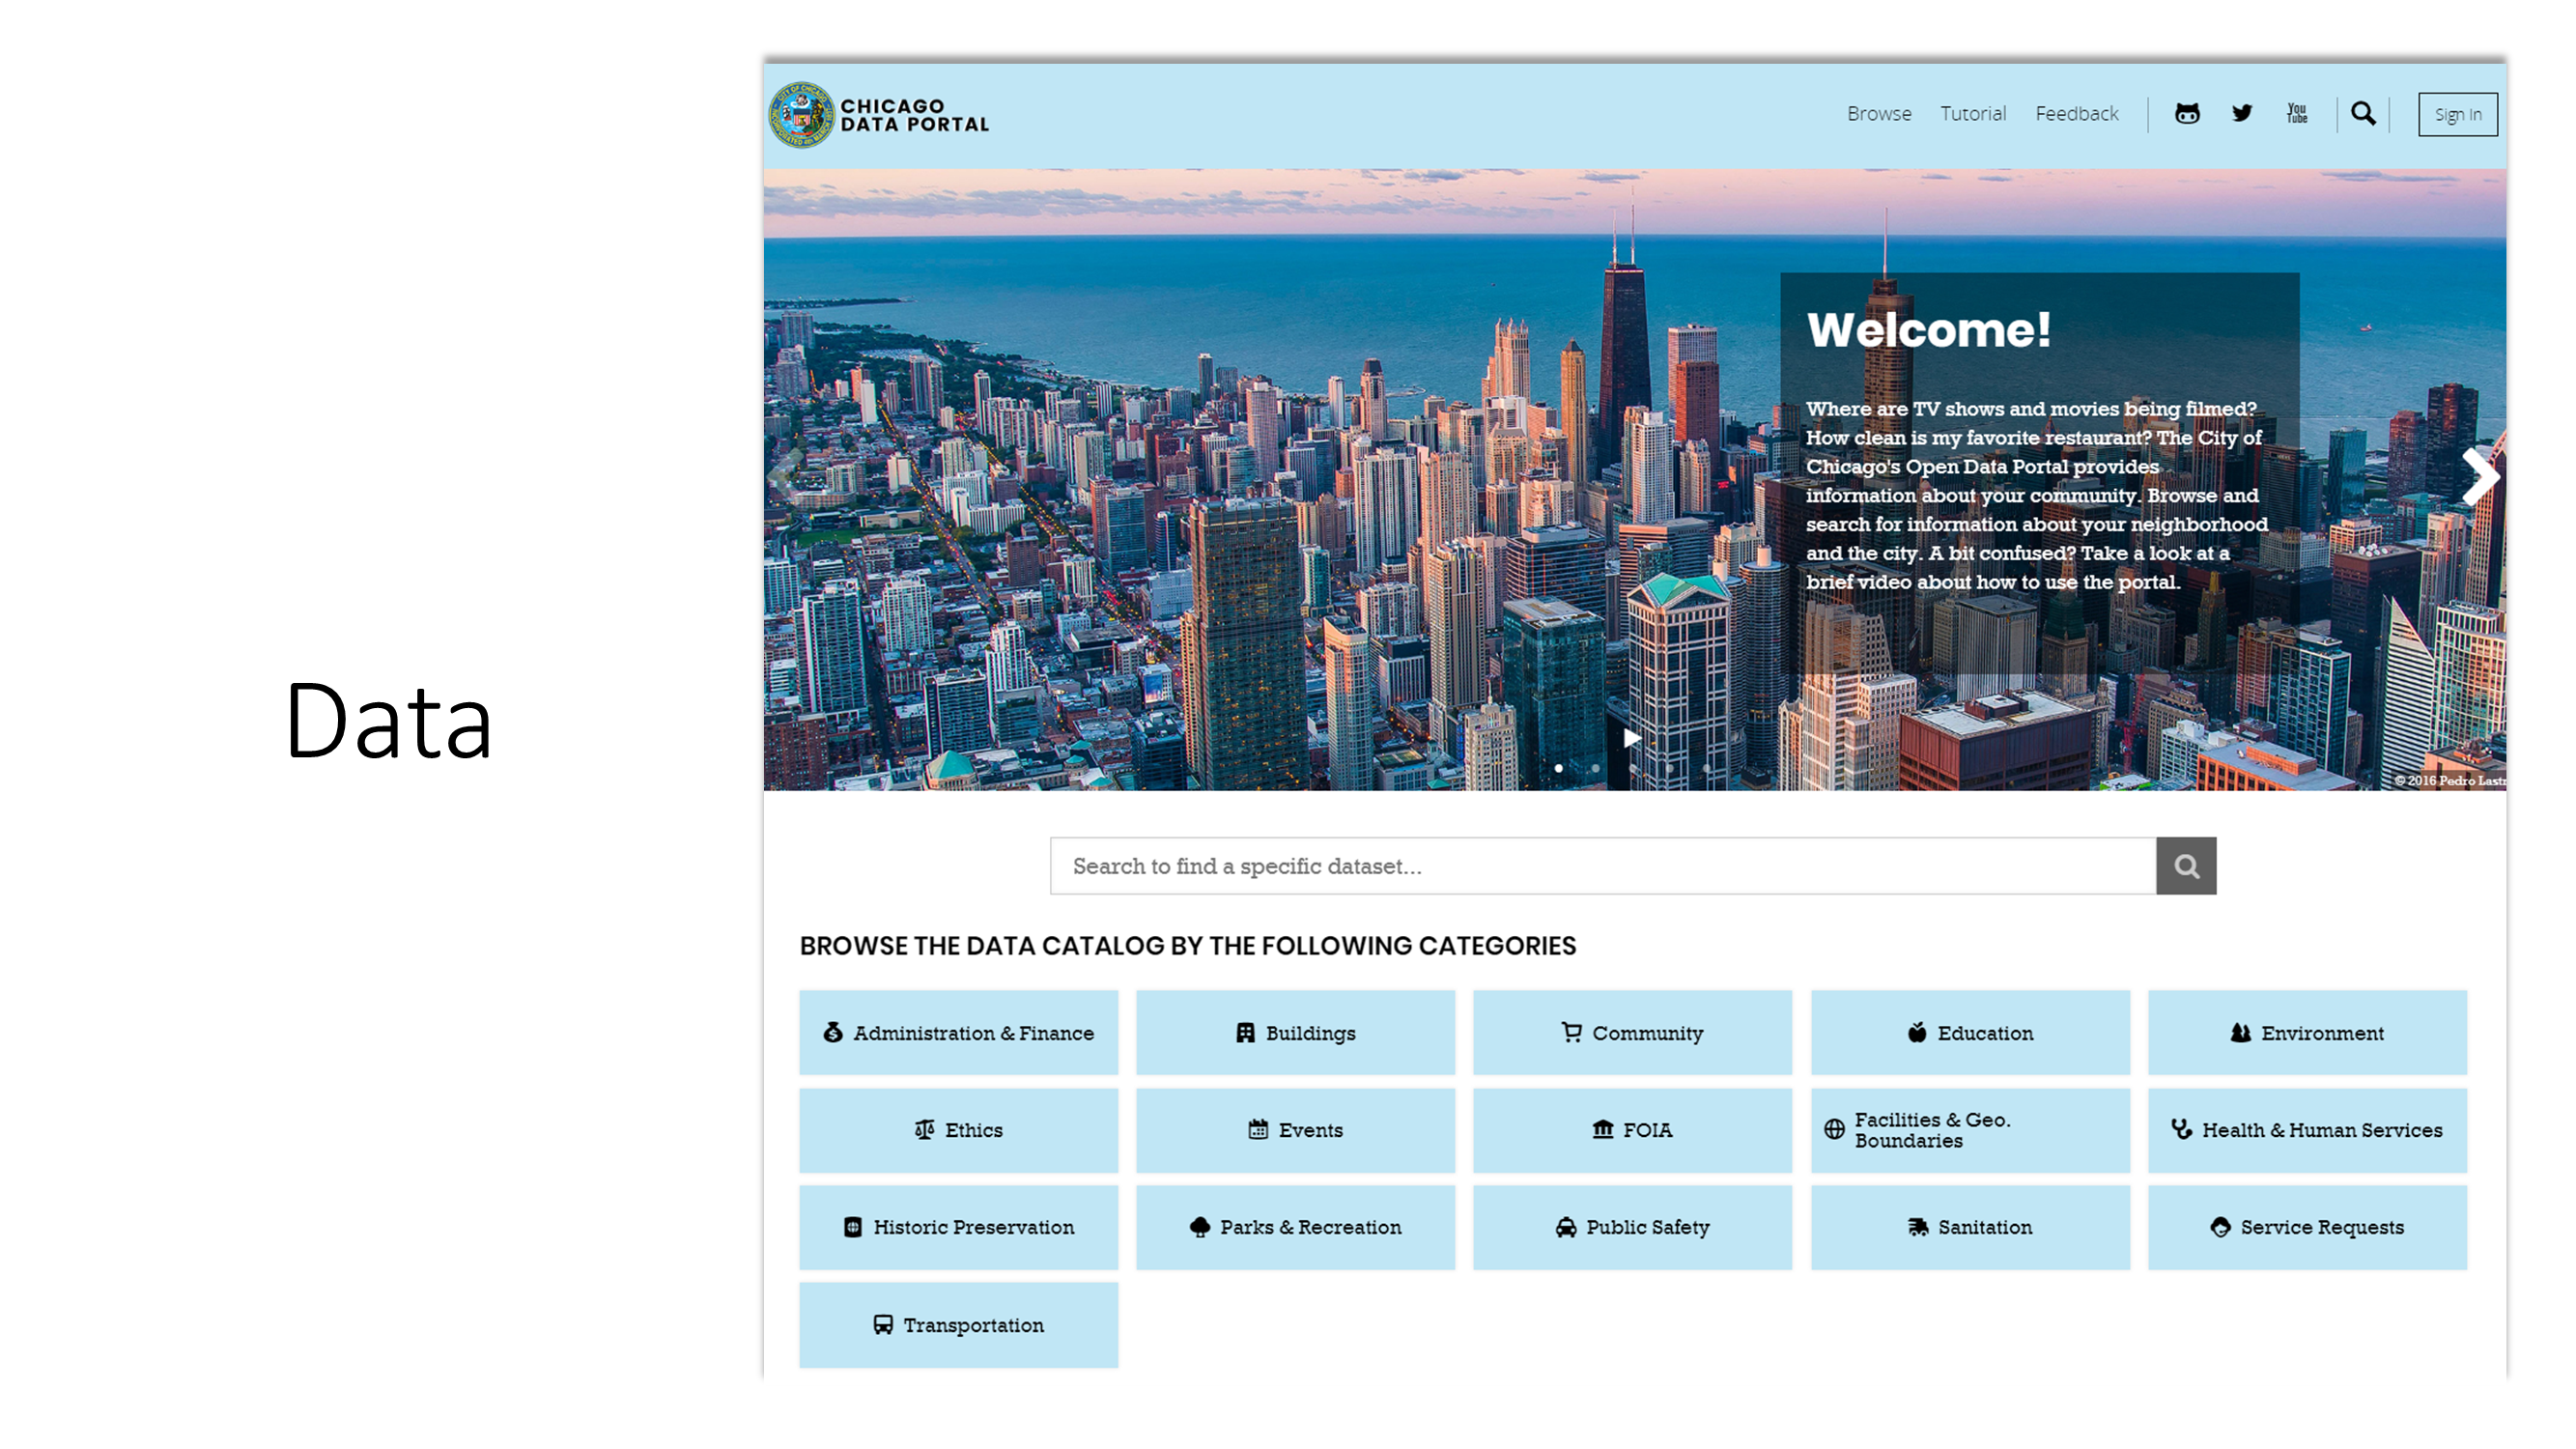 Data
CHICAGO
DATA PORTAL
Browse
Tutorial
Feedback
You
Tube
Sign In
Welcome!
Where are TV shows and movies being filmed?
How clean is my favorite restaurant? The City of
Chicago's Open Data Portal provides
information about your community. Browse and
search for information about your neighborhood
and the city. A bit confused? Take a look at a
brief video about how to use the portal.
© 2016 Pedro
Search to find a specific dataset...
BROWSE THE DATA CATALOG BY THE FOLLOWING CATEGORIES
Administration & Finance
Buildings
Community
Education
Environment
Ethics
Events
FOIA
Facilities & Geo.
Boundaries
Health & Human Services
Historic Preservation
Parks & Recreation
Public Safety
Sanitation
Service Requests
Transportation